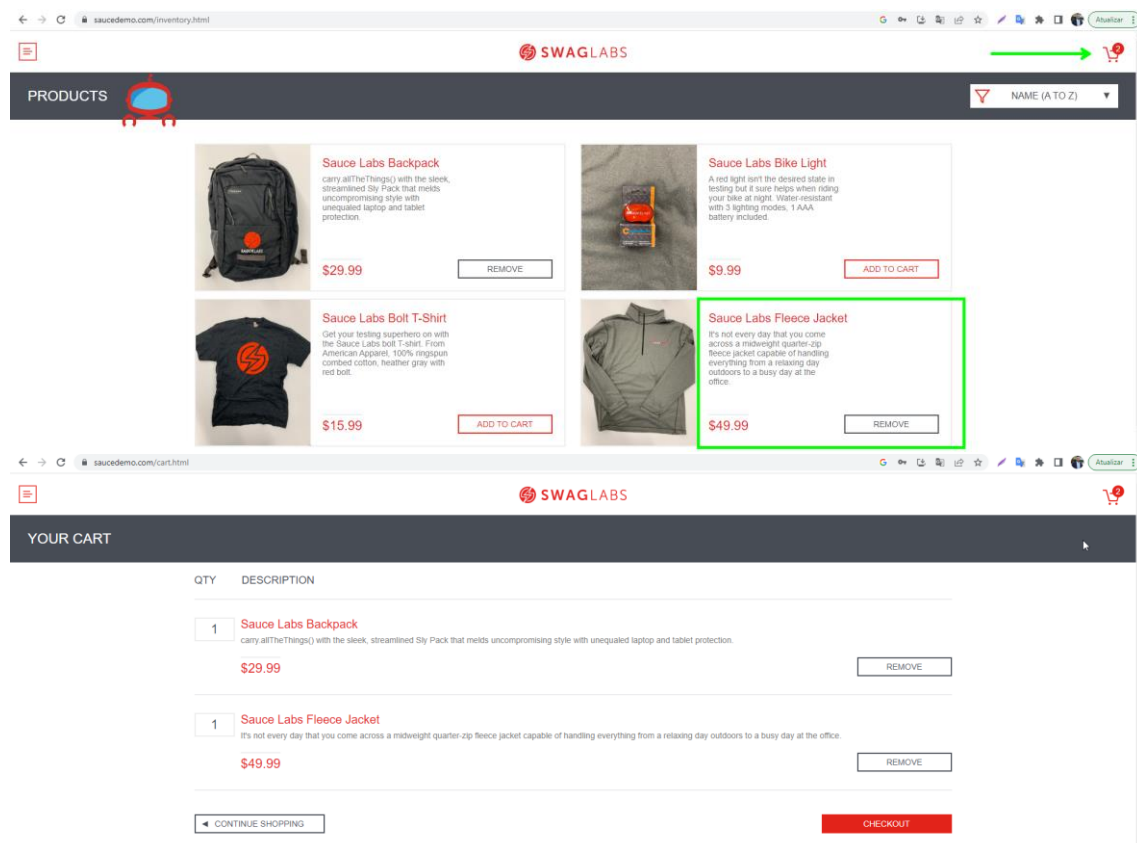 saucedemo.com/inventory.html
Atualizar
SWAGLABS
2
PRODUCTS
NAME (A TO Z)
Sauce Labs Backpack
carry.allTheThings() with the sleek,
streamlined Sly Pack that melds
uncompromising style with
unequaled laptop and tablet
protection.
$29.99
REMOVE
Sauce Labs Bike Light
A red light isn't the desired state in
testing but it sure helps when riding
your bike at night. Water-resistant
with 3 lighting modes, 1 AAA
battery included.
$9.99
ADD TO CART
Sauce Labs Bolt T-Shirt
Get your testing superhero on with
the Sauce Labs bolt T-shirt. From
American Apparel, 100% ringspun
combed cotton, heather gray with
red bolt.
$15.99
ADD TO CART
Sauce Labs Fleece Jacket
It's not every day that you come
across a midweight quarter-zip
fleece jacket capable of handling
everything from a relaxing day
outdoors to a busy day at the
office.
$49.99
REMOVE
saucedemo.com/cart.html
Atualizar
SWAGLABS
2
YOUR CART
QTY DESCRIPTION
1 Sauce Labs Backpack
carry.allTheThings() with the sleek, streamlined Sly Pack that melds uncompromising style with unequaled laptop and tablet protection.
$29.99 REMOVE
1 Sauce Labs Fleece Jacket
It's not every day that you come across a midweight quarter-zip fleece jacket capable of handling everything from a relaxing day outdoors to a busy day at the office.
$49.99 REMOVE
CONTINUE SHOPPING CHECKOUT